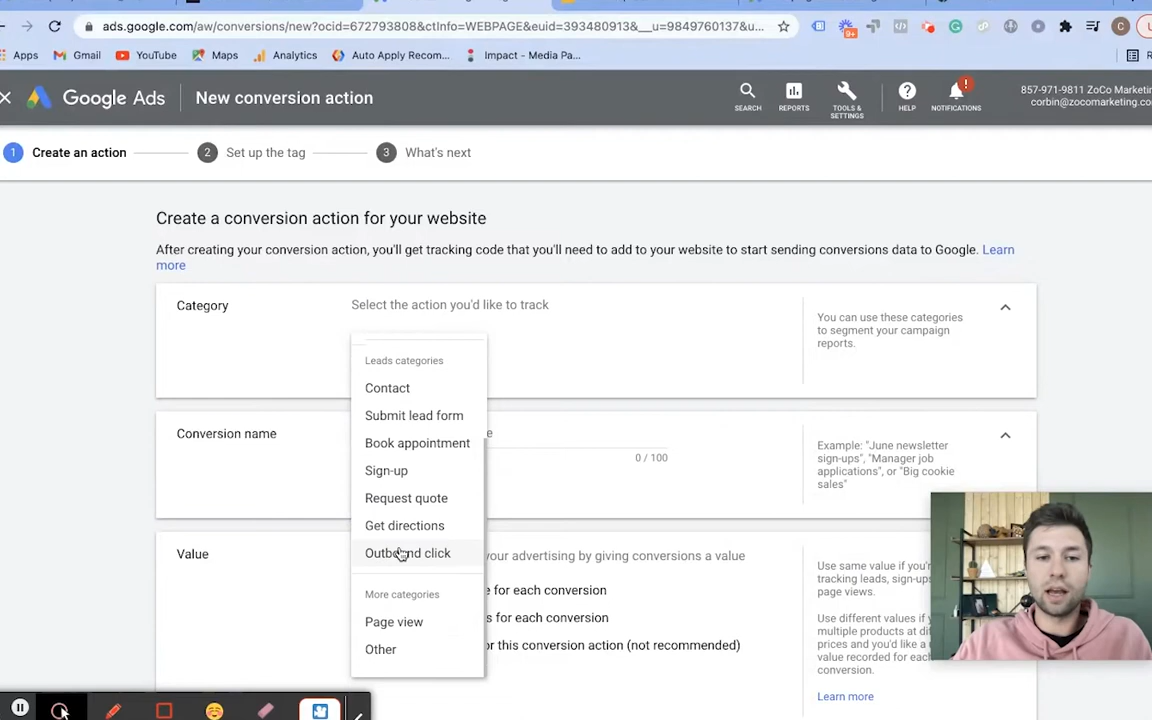 ads.google.com/aw/conversions/new?ocid=672793808&ctInfo=WEBPAGE&euid=393480913&__u=9849760137&u...
9+
Apps
Gmail
YouTube
Maps
Analytics
Auto Apply Recom...
Impact - Media Pa...
Google Ads
New conversion action
SEARCH
REPORTS
TOOLS &
SETTINGS
HELP
NOTIFICATIONS
857-971-9811 ZoCo Marketing
corbin@zocomarketing.co
1 Create an action
2 Set up the tag
3 What's next
Create a conversion action for your website
After creating your conversion action, you'll get tracking code that you'll need to add to your website to start sending conversions data to Google. Learn
more
Category
Select the action you'd like to track
You can use these categories
to segment your campaign
reports.
Leads categories
Contact
Submit lead form
Book appointment
Sign-up
Request quote
Get directions
Outbound click
More categories
Page view
Other
Conversion name
0 / 100
Example: "June newsletter
sign-ups", "Manager job
applications", or "Big cookie
sales"
Value
your advertising by giving conversions a value
for each conversion
s for each conversion
or this conversion action (not recommended)
Use same value if you'r
tracking leads, sign-ups
page views.
Use different values if
multiple products at di
prices and you'd like a
value recorded for eac
conversion.
Learn more